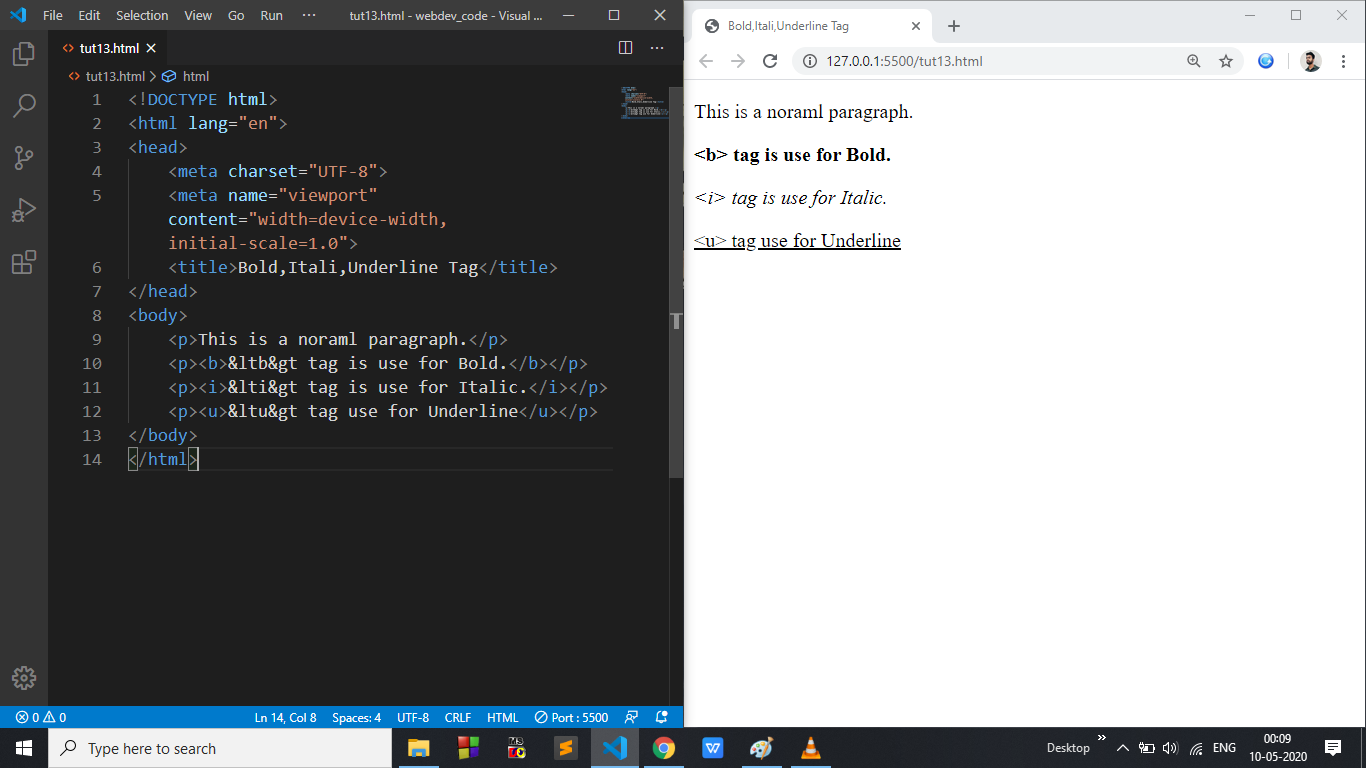 File Edit Selection View Go Run ··· tut13.html - webdev_code - Visual ...
tut13.html
tut13.html > html
1 <!DOCTYPE html>
2 <html lang="en">
3 <head>
4 <meta charset="UTF-8">
5 <meta name="viewport"
content="width=device-width,
initial-scale=1.0">
6 <title>Bold,Itali,Underline Tag</title>
7 </head>
8 <body>
9 <p>This is a noraml paragraph.</p>
10 <p><b>&ltb&gt tag is use for Bold.</b></p>
11 <p><i>&lti&gt tag is use for Italic.</i></p>
12 <p><u>&ltu&gt tag use for Underline</u></p>
13 </body>
14 </html>
0 0 Ln 14, Col 8 Spaces: 4 UTF-8 CRLF HTML Port : 5500
Bold,Itali,Underline Tag
127.0.0.1:5500/tut13.html
This is a noraml paragraph.
<b> tag is use for Bold.
<i> tag is use for Italic.
<u> tag use for Underline
Type here to search
Desktop
ENG
00:09
10-05-2020